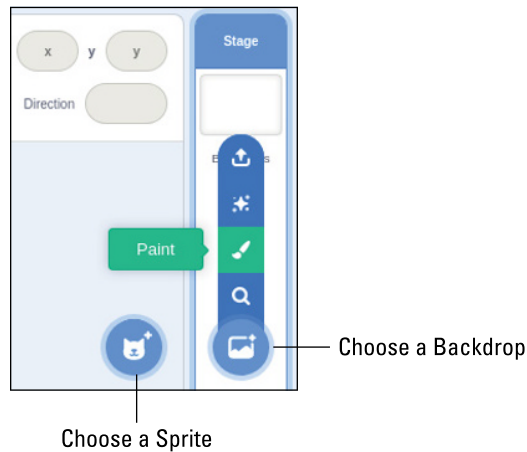 Stage
x y y
Direction
Paint
Choose a Backdrop
Choose a Sprite